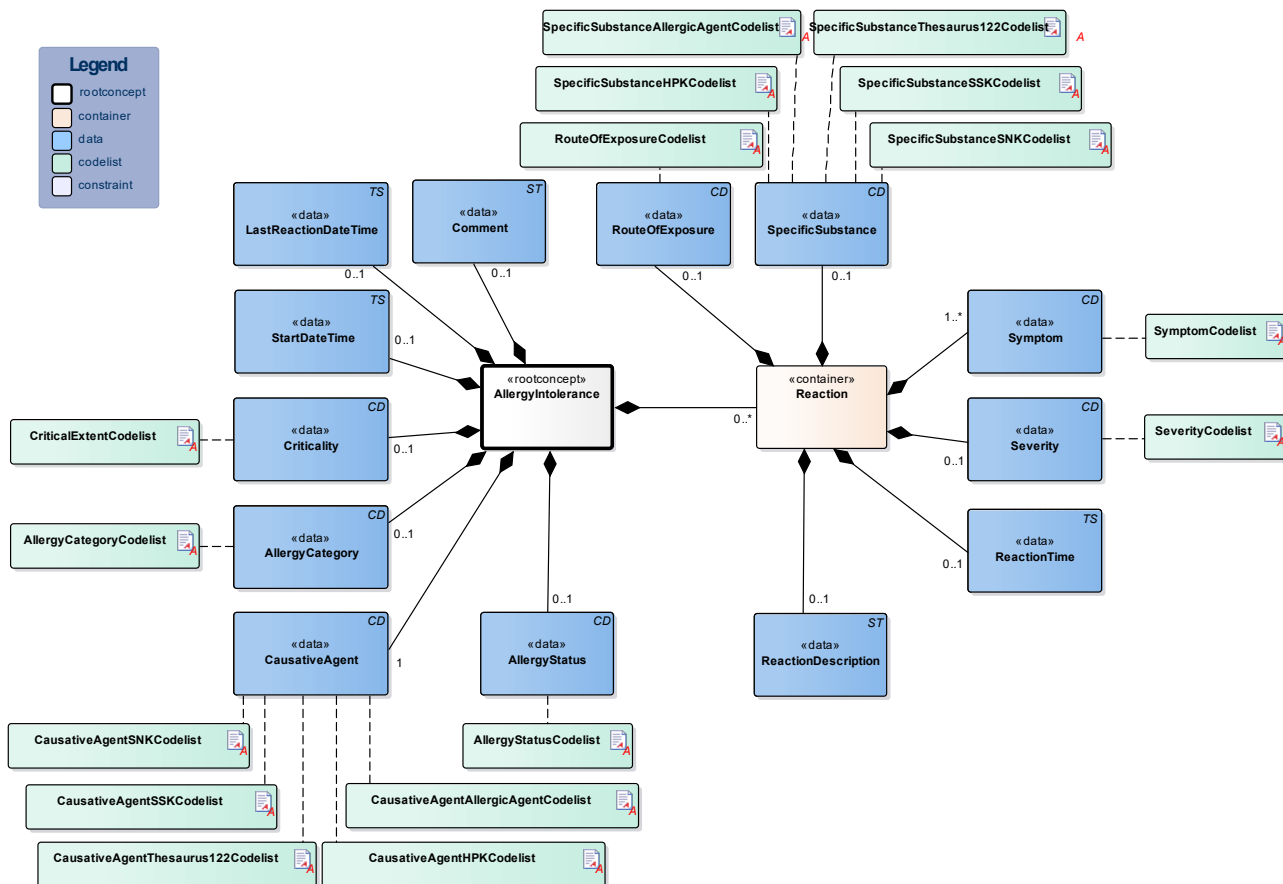 SpecificSubstanceAllergicAgentCodelist
A
SpecificSubstanceThesaurus122Codelist
A
Legend
rootconcept
container
data
codelist
constraint
SpecificSubstanceHPKCodelist
A
SpecificSubstanceSSKCodelist
A
RouteOfExposureCodelist
A
SpecificSubstanceSNKCodelist
A
TS
«data»
LastReactionDateTime
0..1
ST
«data»
Comment
0..1
CD
«data»
RouteOfExposure
0..1
CD
«data»
SpecificSubstance
0..1
TS
«data»
StartDateTime
0..1
CD
«data»
Symptom
1..*
SymptomCodelist
A
«rootconcept»
AllergyIntolerance
0..*
«container»
Reaction
CriticalExtentCodelist
A
CD
«data»
Criticality
0..1
CD
«data»
Severity
0..1
SeverityCodelist
A
AllergyCategoryCodelist
A
CD
«data»
AllergyCategory
0..1
TS
«data»
ReactionTime
0..1
CD
«data»
CausativeAgent
1
0..1
CD
«data»
AllergyStatus
0..1
ST
«data»
ReactionDescription
CausativeAgentSNKCodelist
A
AllergyStatusCodelist
A
CausativeAgentSSKCodelist
A
CausativeAgentAllergicAgentCodelist
A
CausativeAgentThesaurus122Codelist
A
CausativeAgentHPKCodelist
A